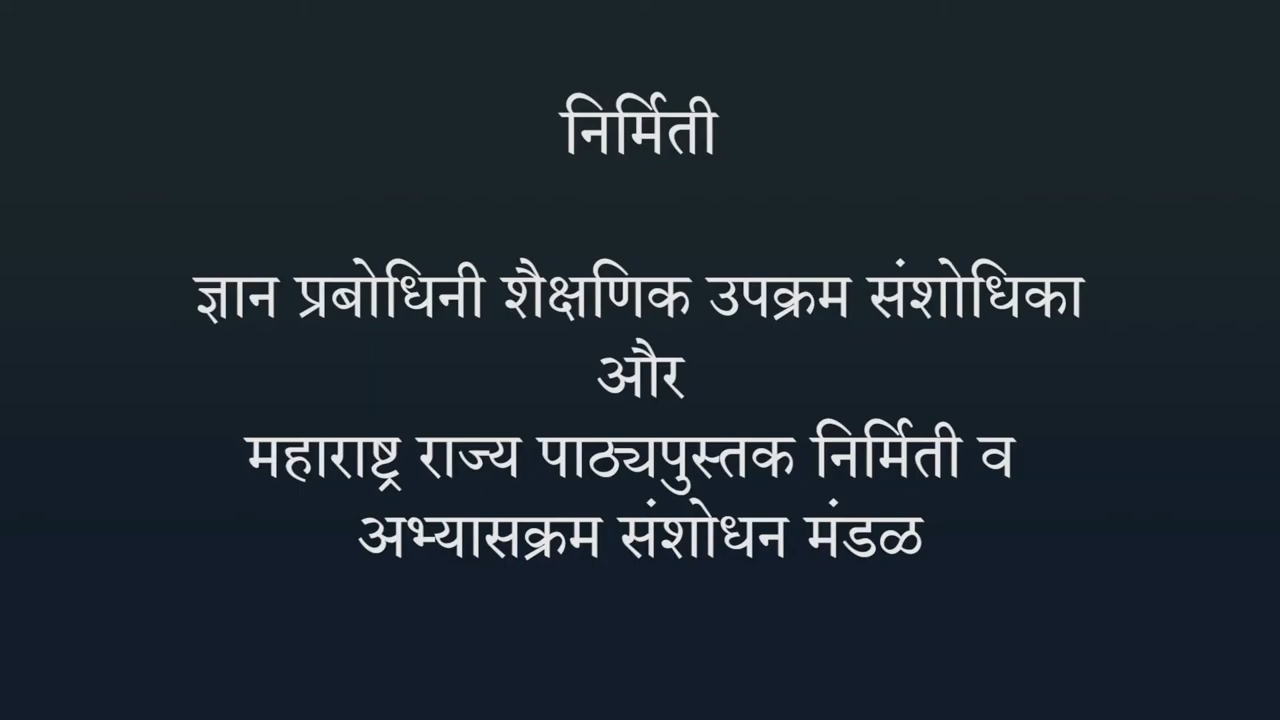 निर्मिती
ज्ञान प्रबोधिनी शैक्षणिक उपक्रम संशोधिका
और
महाराष्ट्र राज्य पाठ्यपुस्तक निर्मिती व
अभ्यासक्रम संशोधन मंडळ